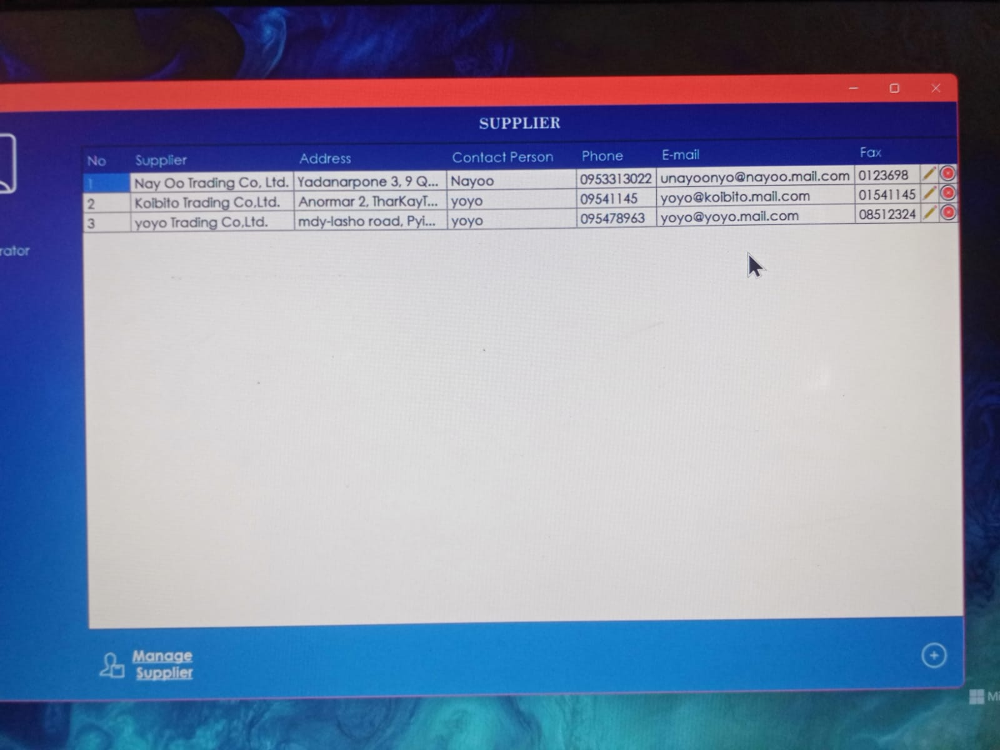 SUPPLIER
No Supplier Address Contact Person Phone E-mail Fax
1 Nay Oo Trading Co, Ltd. Yadanarpone 3, 9 Q... Nayoo 0953313022 unayoonyo@nayoo.mail.com 0123698
2 Koibito Trading Co,Ltd. Anormar 2, TharKayT... yoyo 09541145 yoyo@koibito.mail.com 01541145
3 yoyo Trading Co,Ltd. mdy-lasho road, Pyi... yoyo 095478963 yoyo@yoyo.mail.com 08512324
rator
Manage
Supplier
Mi